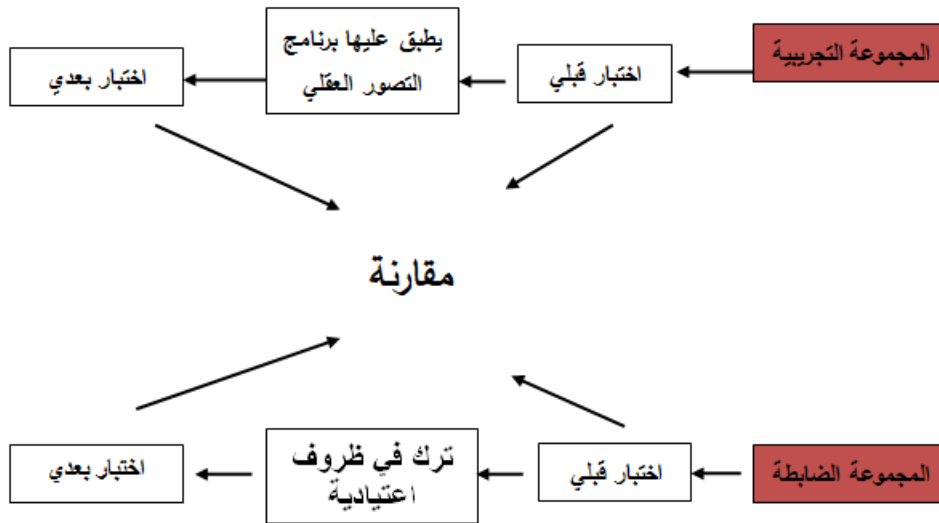 المجموعة التجريبية
اختبار قبلي
يطبق عليها برنامج
التصور العقلي
اختبار بعدي
مقارنة
المجموعة الضابطة
اختبار قبلي
ترك في ظروف
اعتيادية
اختبار بعدي